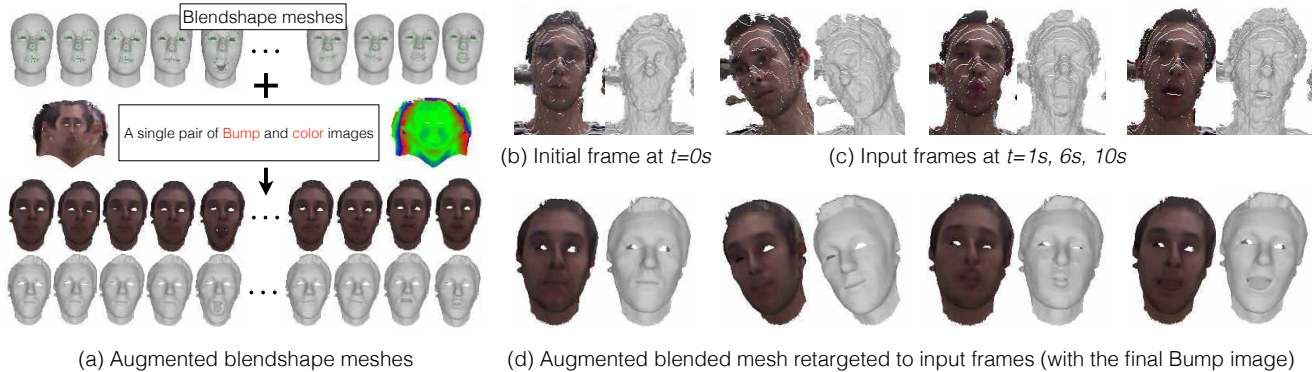 Blendshape meshes
A single pair of Bump and color images
(a) Augmented blendshape meshes
(b) Initial frame at t=0s
(c) Input frames at t=1s, 6s, 10s
(d) Augmented blended mesh retargeted to input frames (with the final Bump image)